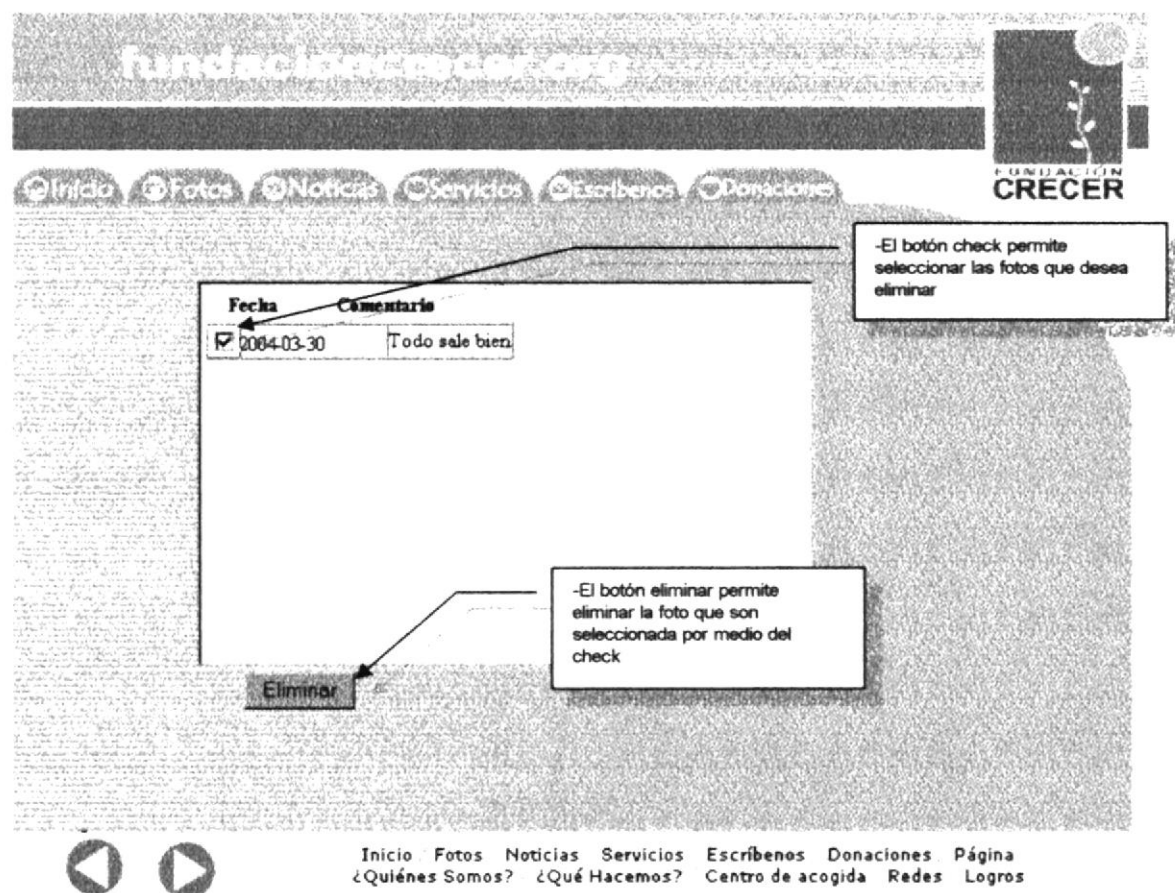 fundacioncrecer.org
FUNDACIÓN
CRECER
Inicio Fotos Noticias Servicios Escríbenos Donaciones
-El botón check permite
seleccionar las fotos que desea
eliminar
Fecha Comentario
2004-03-30 Todo sale bien
-El botón eliminar permite
eliminar la foto que son
seleccionada por medio del
check
Eliminar
Inicio Fotos Noticias Servicios Escríbenos Donaciones Página
¿Quiénes Somos? ¿Qué Hacemos? Centro de acogida Redes Logros